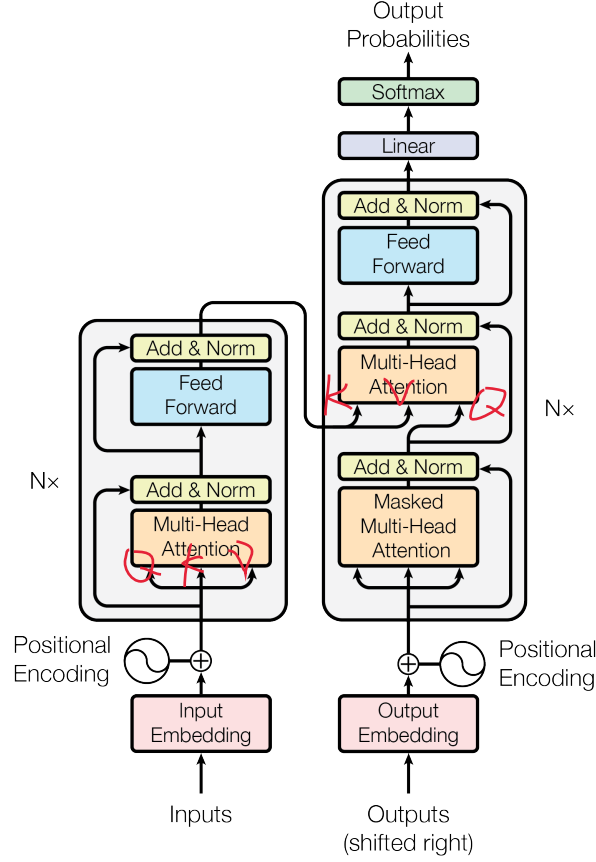 Output
Probabilities
Softmax
Linear
Add & Norm
Feed
Forward
Add & Norm
Multi-Head
Attention
K V Q
N×
Add & Norm
Masked
Multi-Head
Attention
Add & Norm
Feed
Forward
N×
Add & Norm
Multi-Head
Attention
Q K V
Positional
Encoding
Positional
Encoding
Input
Embedding
Output
Embedding
Inputs
Outputs
(shifted right)